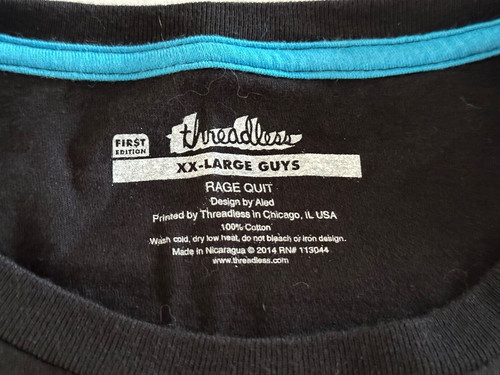 FIRST
EDITION
threadless
XX-LARGE GUYS
RAGE QUIT
Design by Aled
Printed by Threadless in Chicago, IL USA
100% Cotton
Wash cold, dry low heat, do not bleach or iron design.
Made in Nicaragua © 2014 RN# 113044
www.threadless.com